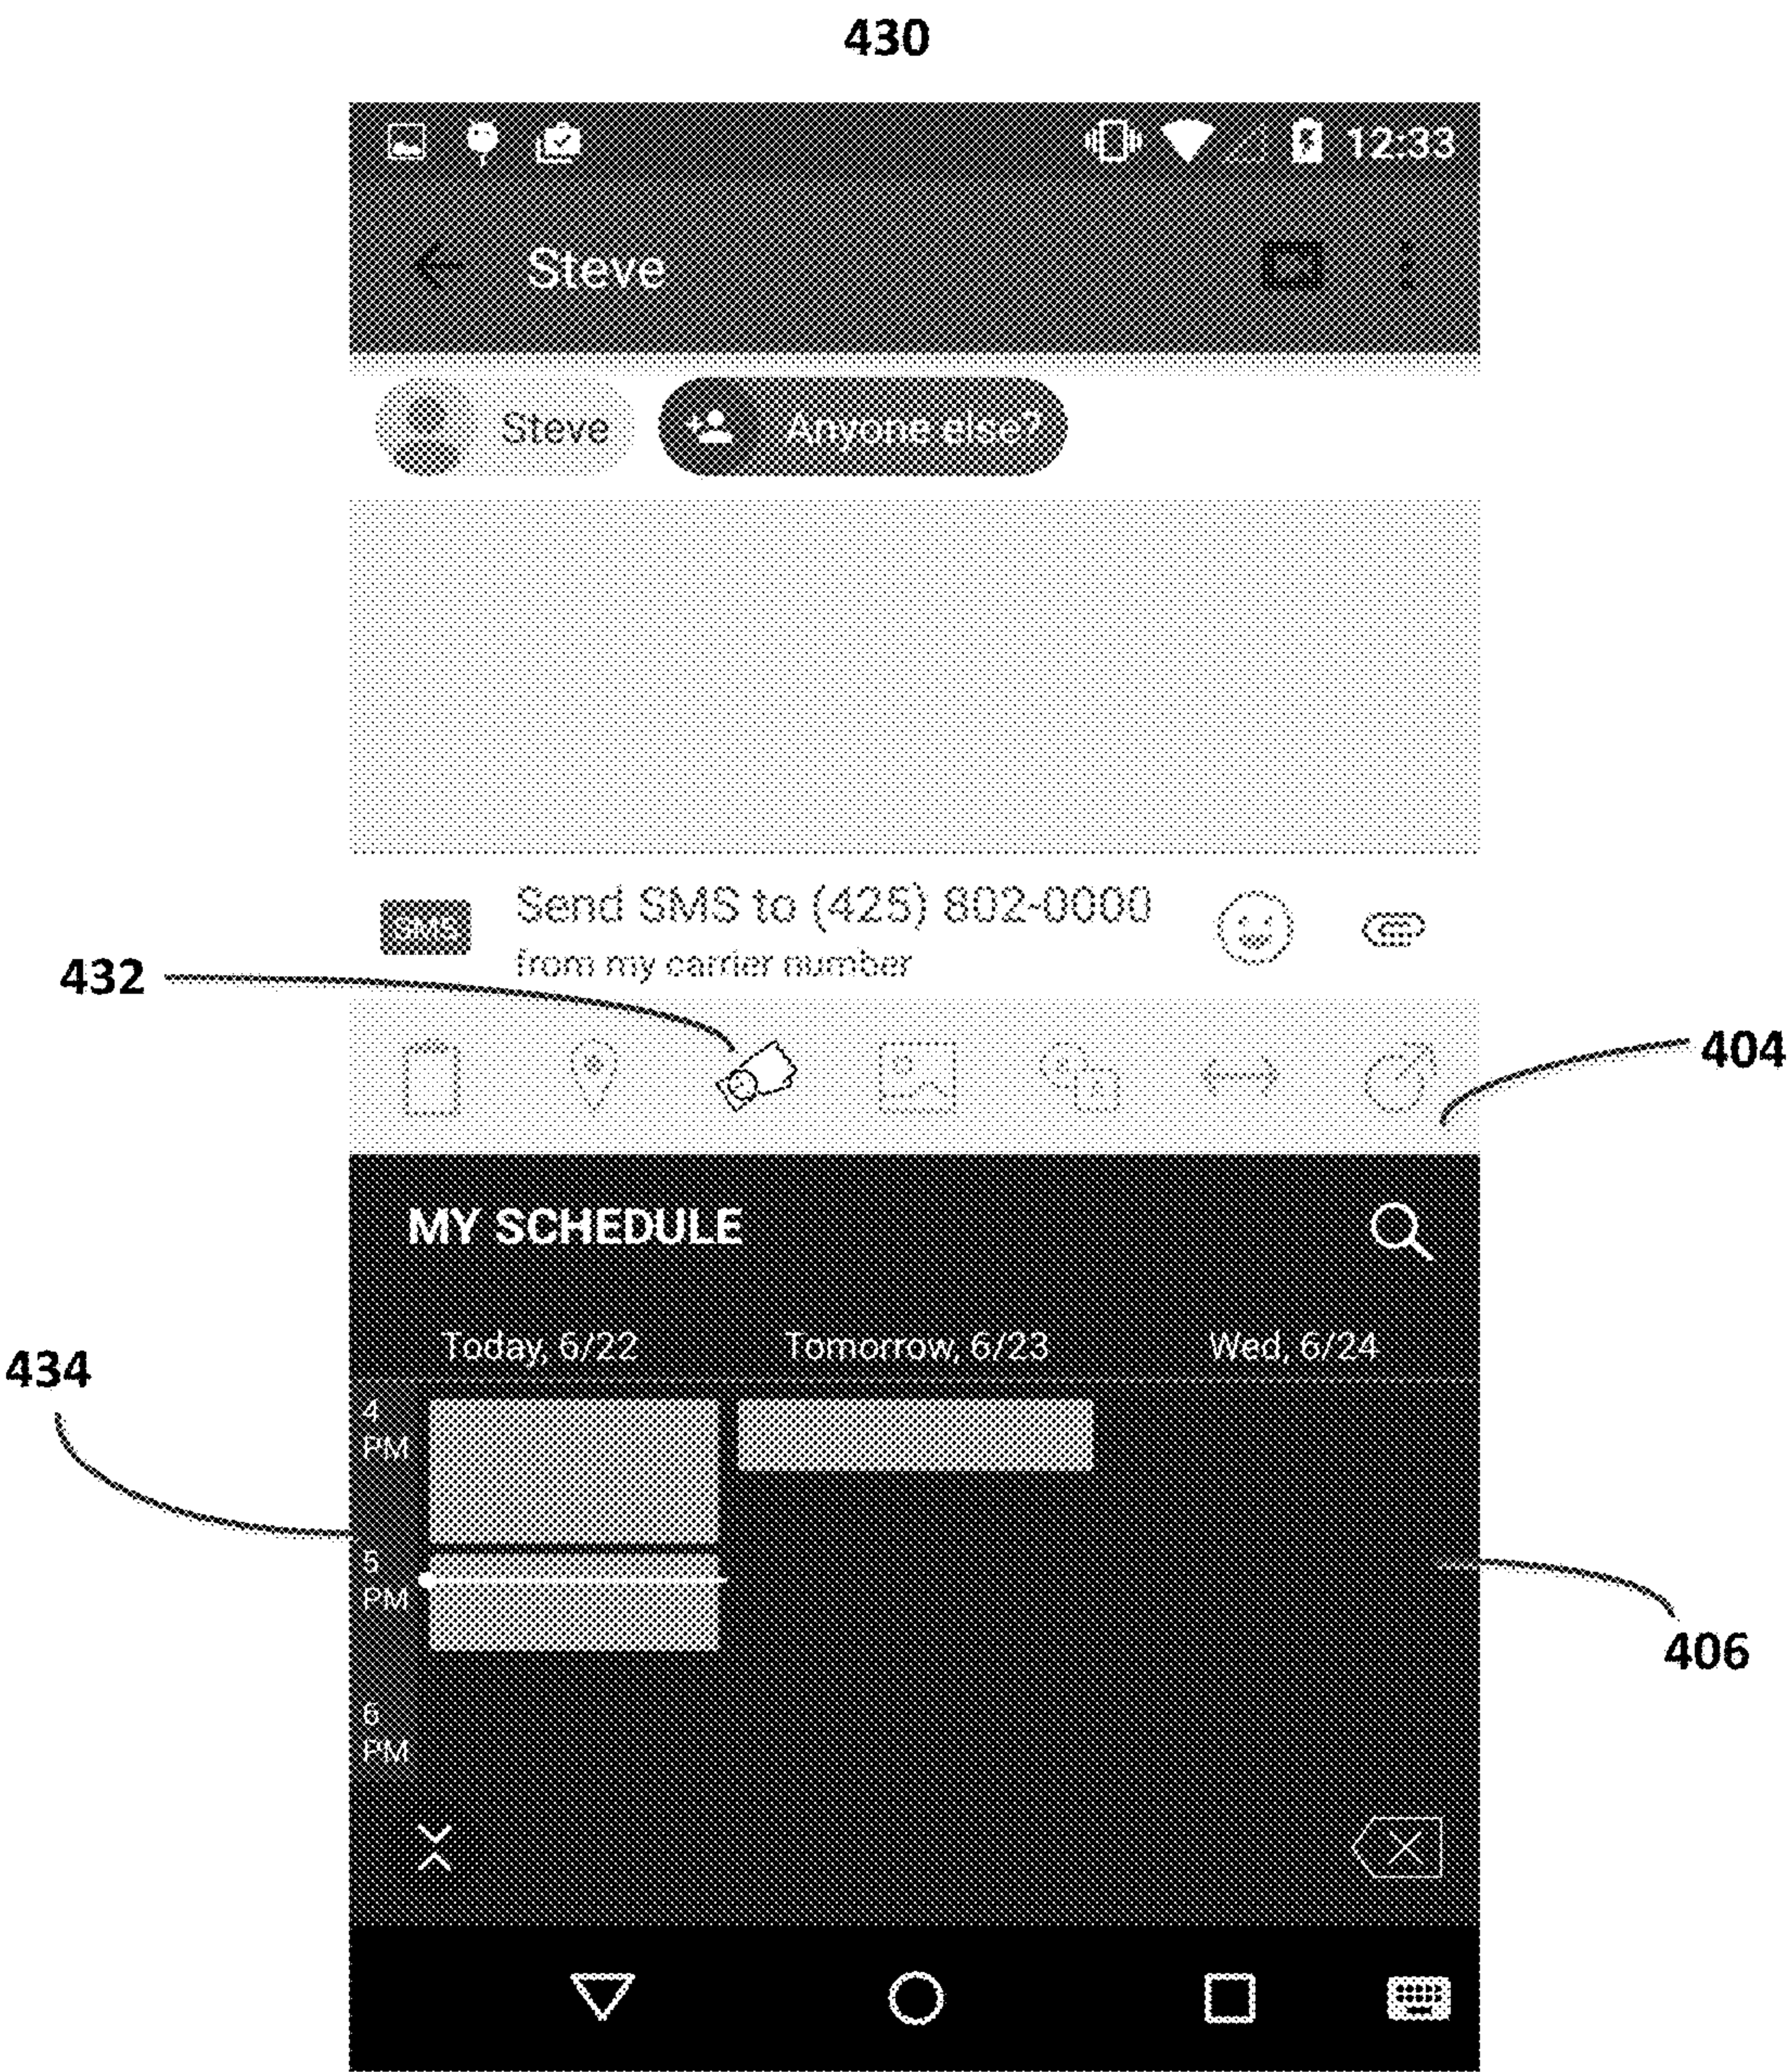 430
12:33
Steve
Steve
Anyone else?
SMS
Send SMS to (425) 802-0000
from my carrier number
432
404
MY SCHEDULE
Today, 6/22
Tomorrow, 6/23
Wed, 6/24
434
4
PM
5
PM
406
6
PM